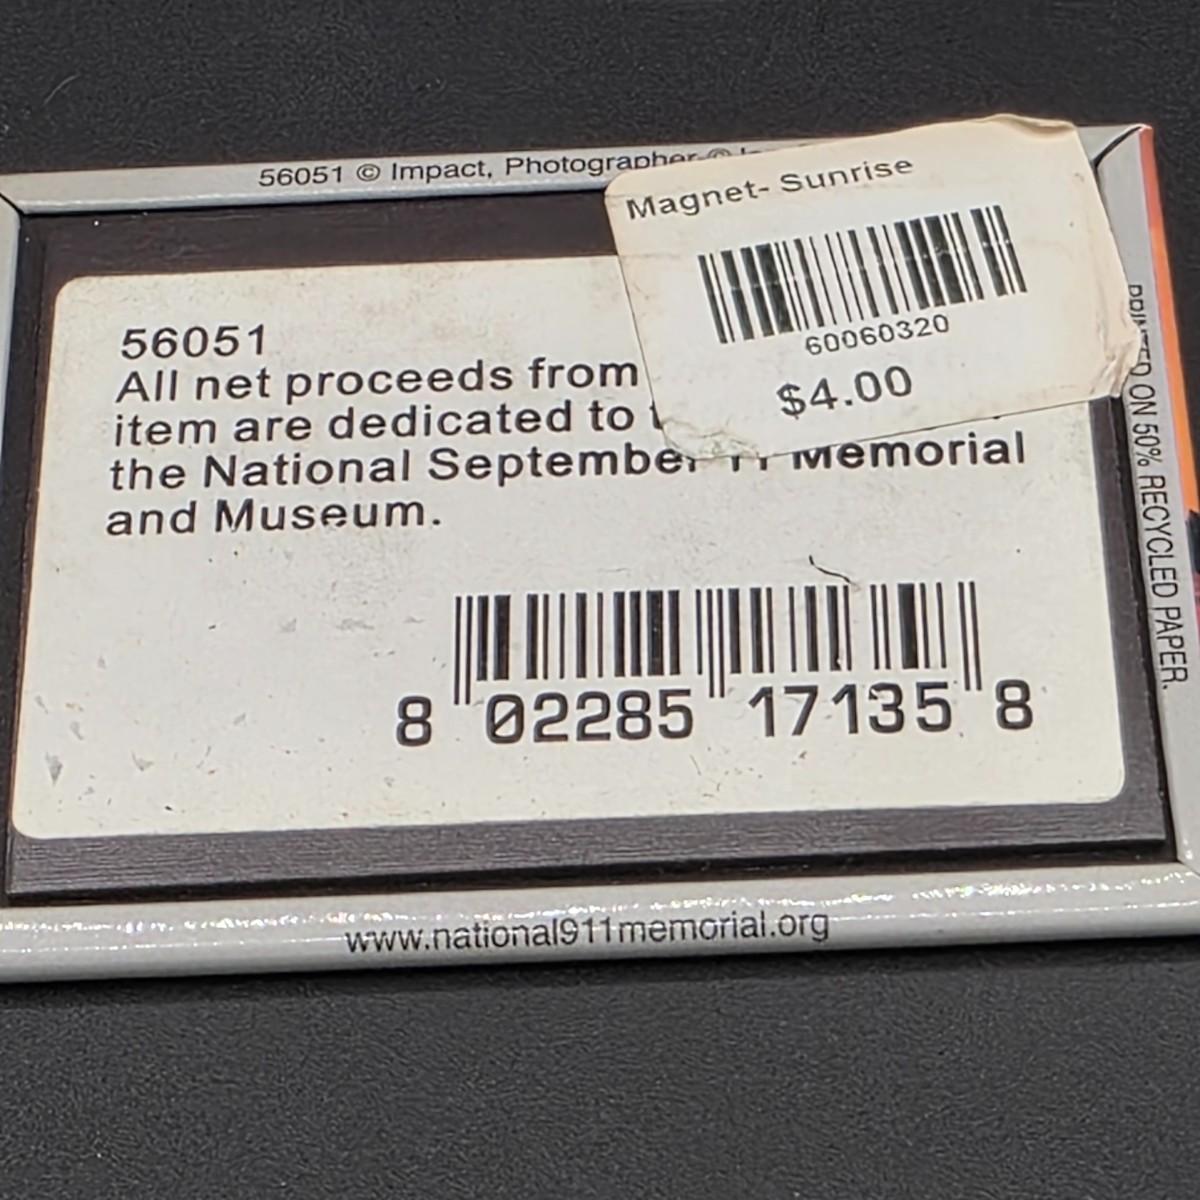 56051 © Impact, Photographer ©
Magnet- Sunrise
60060320
$4.00
56051
All net proceeds from
item are dedicated to
the National September 11 Memorial
and Museum.
8 02285 17135 8
www.national911memorial.org
PRINTED ON 50% RECYCLED PAPER.